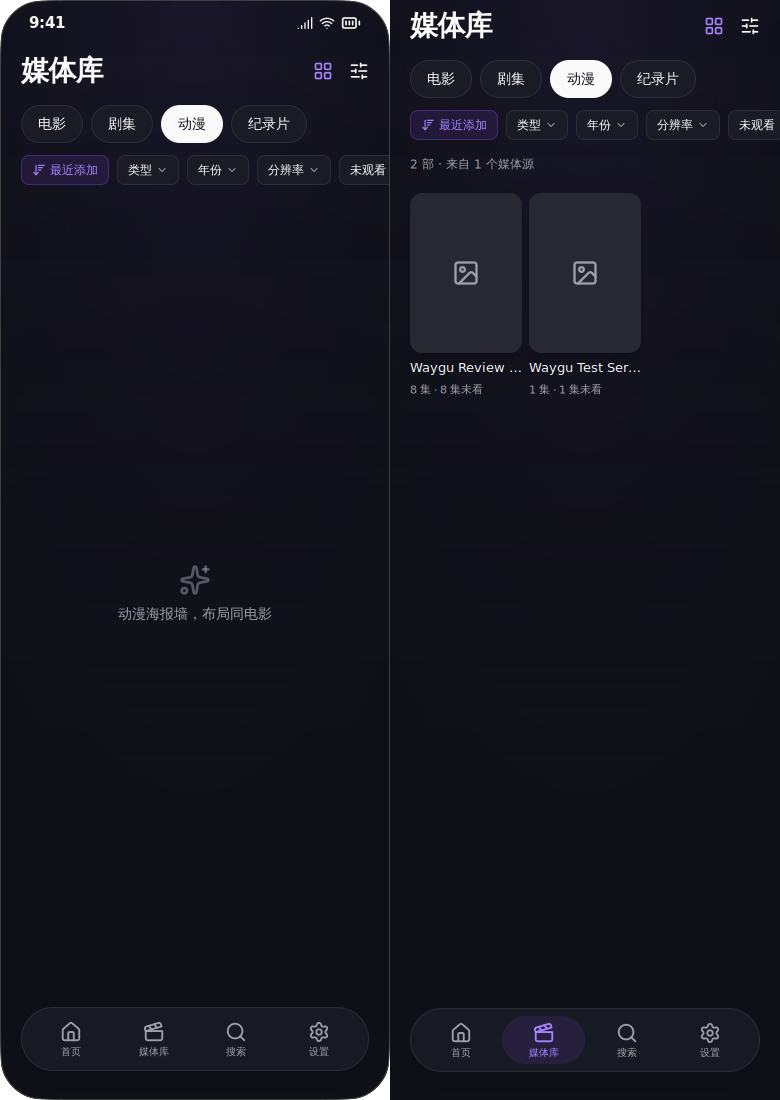 9:41
媒体库
电影 剧集 动漫 纪录片
最近添加 类型 年份 分辨率 未观看
动漫海报墙，布局同电影
首页 媒体库 搜索 设置
媒体库
电影 剧集 动漫 纪录片
最近添加 类型 年份 分辨率 未观看
2 部 · 来自 1 个媒体源
Waygu Review ... Waygu Test Ser...
8 集 · 8 集未看 1 集 · 1 集未看
首页 媒体库 搜索 设置